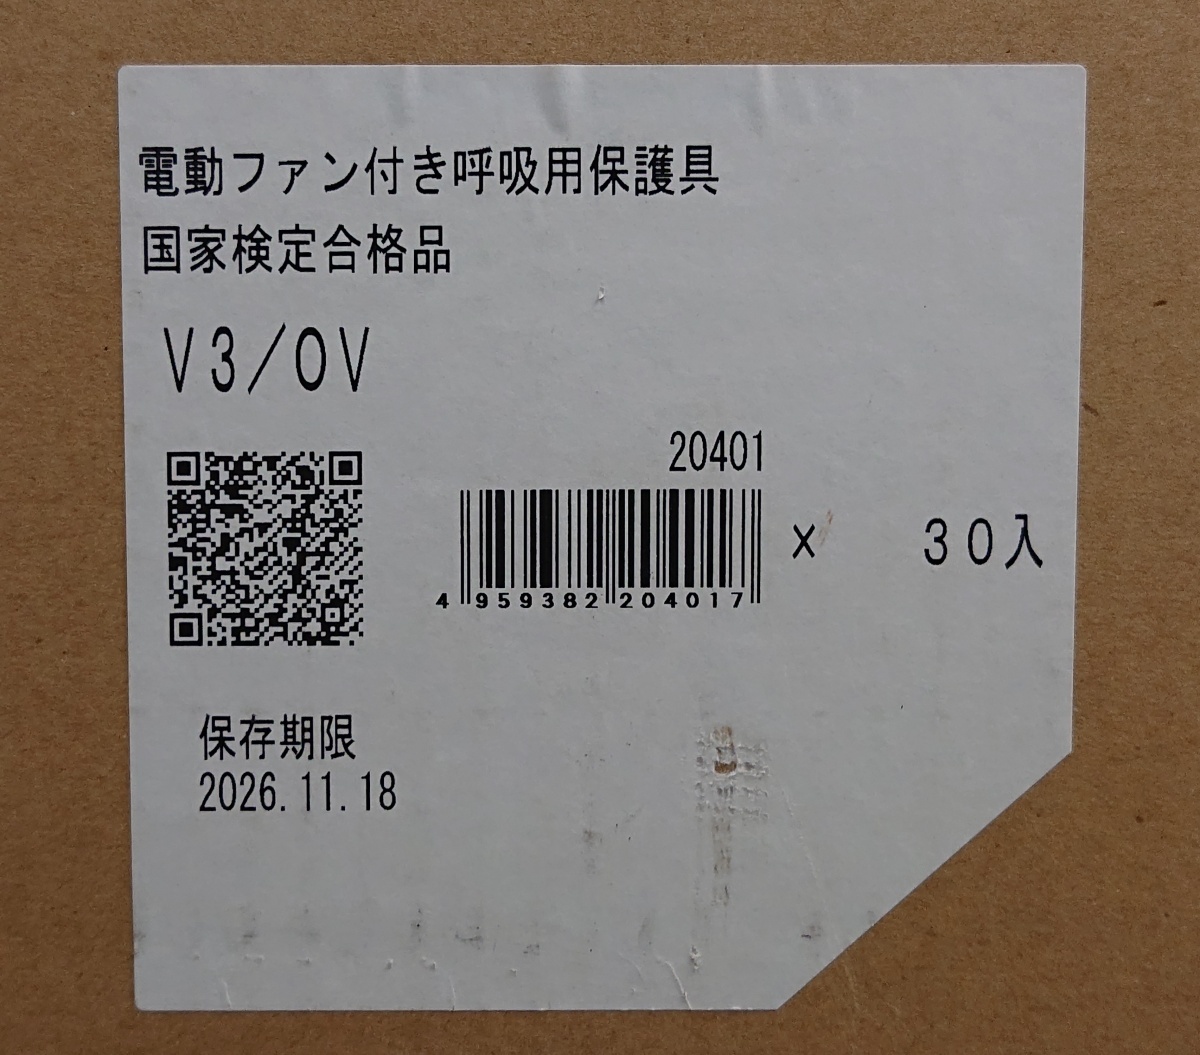 電動ファン付き呼吸用保護具
国家検定合格品
V3/OV
20401
4 959382 204017
× 30入
保存期限
2026.11.18